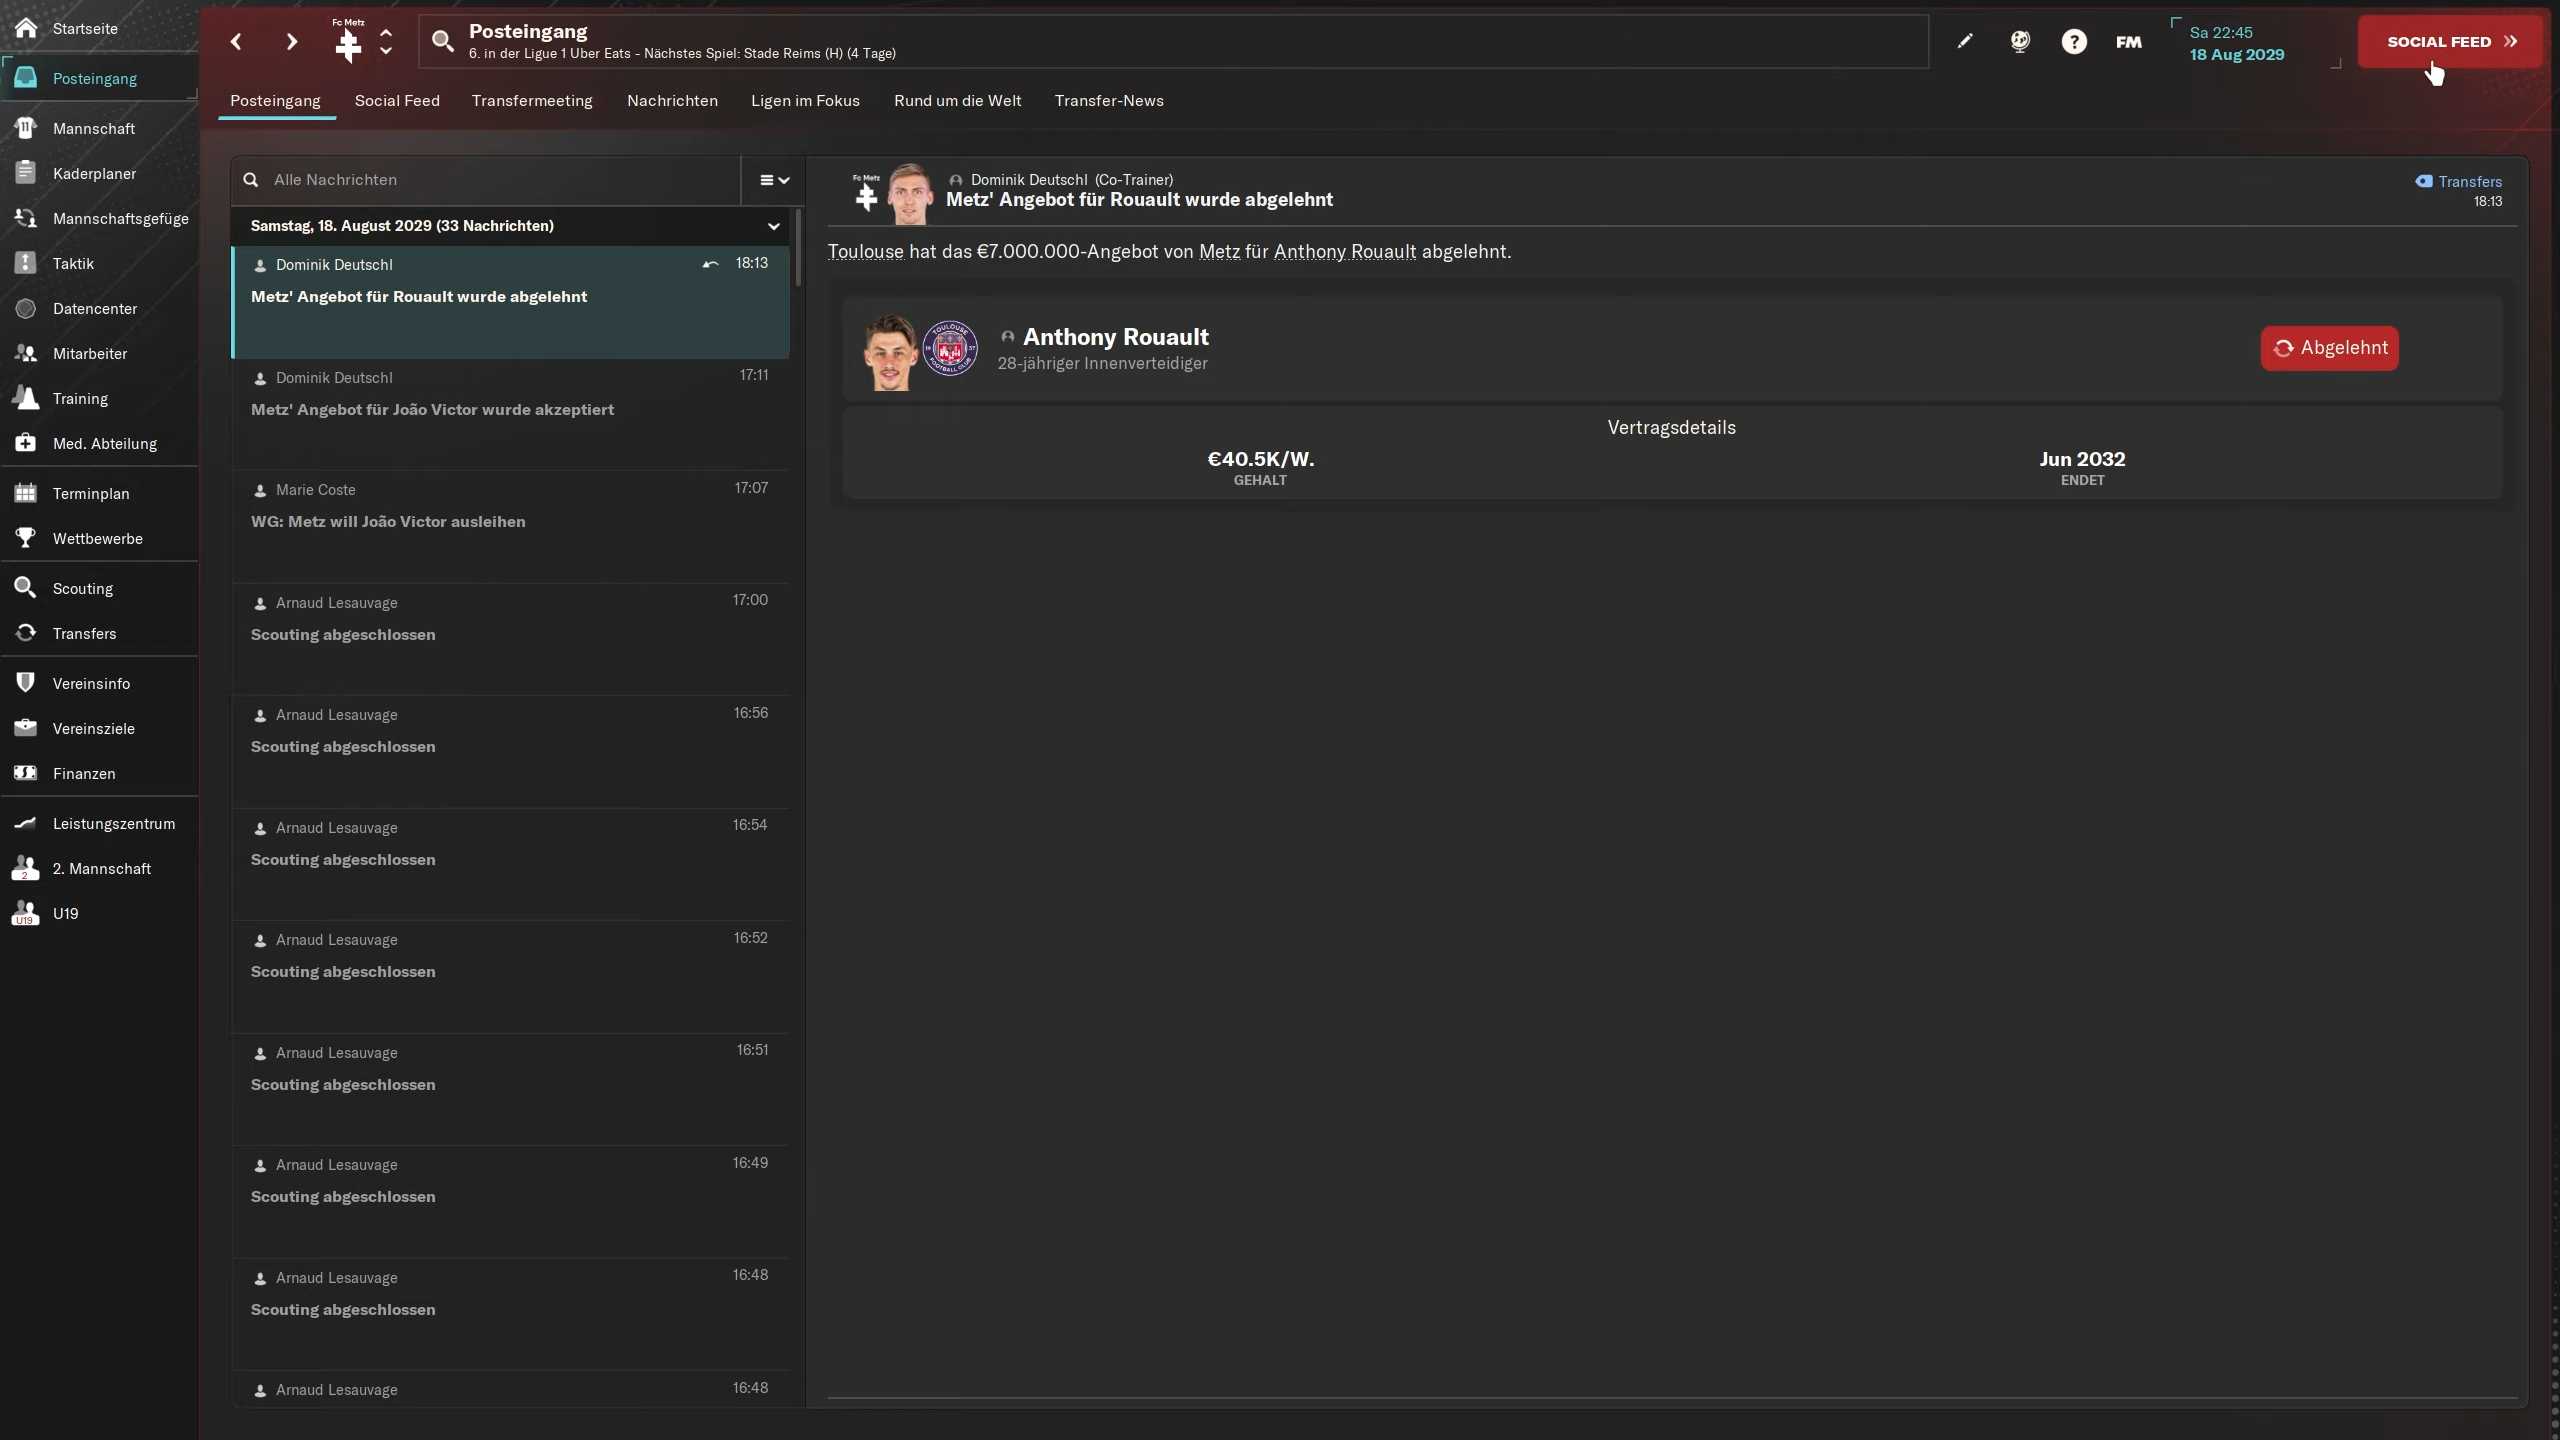 Startseite
Posteingang
Mannschaft
Kaderplaner
Mannschaftsgefüge
Taktik
Datencenter
Mitarbeiter
Training
Med. Abteilung
Terminplan
Wettbewerbe
Scouting
Transfers
Vereinsinfo
Vereinsziele
Finanzen
Leistungszentrum
2
2. Mannschaft
U19
U19
Fc Metz
Posteingang
6. in der Ligue 1 Uber Eats - Nächstes Spiel: Stade Reims (H) (4 Tage)
?
FM
Sa 22:45
18 Aug 2029
SOCIAL FEED
Posteingang Social Feed Transfermeeting Nachrichten Ligen im Fokus Rund um die Welt Transfer-News
Alle Nachrichten
Samstag, 18. August 2029 (33 Nachrichten)
Dominik Deutschl 18:13
Metz' Angebot für Rouault wurde abgelehnt
Dominik Deutschl 17:11
Metz' Angebot für João Victor wurde akzeptiert
Marie Coste 17:07
WG: Metz will João Victor ausleihen
Arnaud Lesauvage 17:00
Scouting abgeschlossen
Arnaud Lesauvage 16:56
Scouting abgeschlossen
Arnaud Lesauvage 16:54
Scouting abgeschlossen
Arnaud Lesauvage 16:52
Scouting abgeschlossen
Arnaud Lesauvage 16:51
Scouting abgeschlossen
Arnaud Lesauvage 16:49
Scouting abgeschlossen
Arnaud Lesauvage 16:48
Scouting abgeschlossen
Arnaud Lesauvage 16:48
Fc Metz
Dominik Deutschl (Co-Trainer)
Metz' Angebot für Rouault wurde abgelehnt
Transfers
18:13
Toulouse hat das €7.000.000-Angebot von Metz für Anthony Rouault abgelehnt.
TOULOUSE
19 37
FOOTBALL CLUB
Anthony Rouault
28-jähriger Innenverteidiger
Abgelehnt
Vertragsdetails
€40.5K/W.
GEHALT
Jun 2032
ENDET